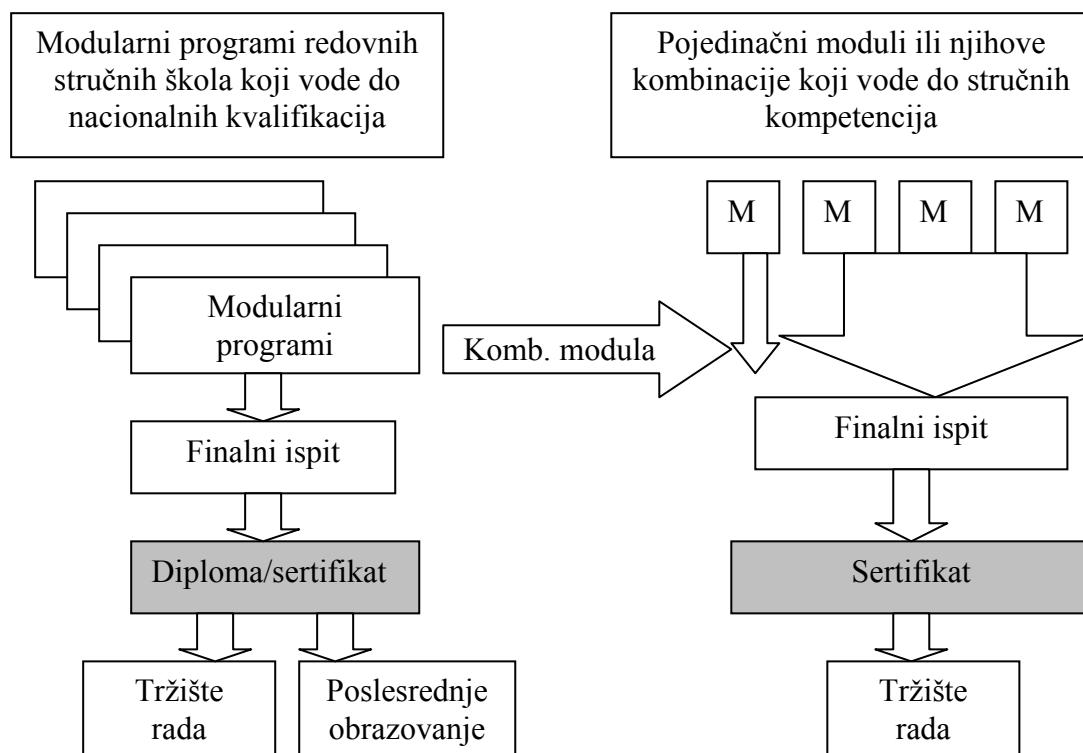 Modularni programi redovnih
stručnih škola koji vode do
nacionalnih kvalifikacija
Pojedinačni moduli ili njihove
kombinacije koji vode do stručnih
kompetencija
M
M
M
M
Modularni
programi
Komb. modula
Finalni ispit
Finalni ispit
Diploma/sertifikat
Sertifikat
Tržište
rada
Poslesrednje
obrazovanje
Tržište
rada